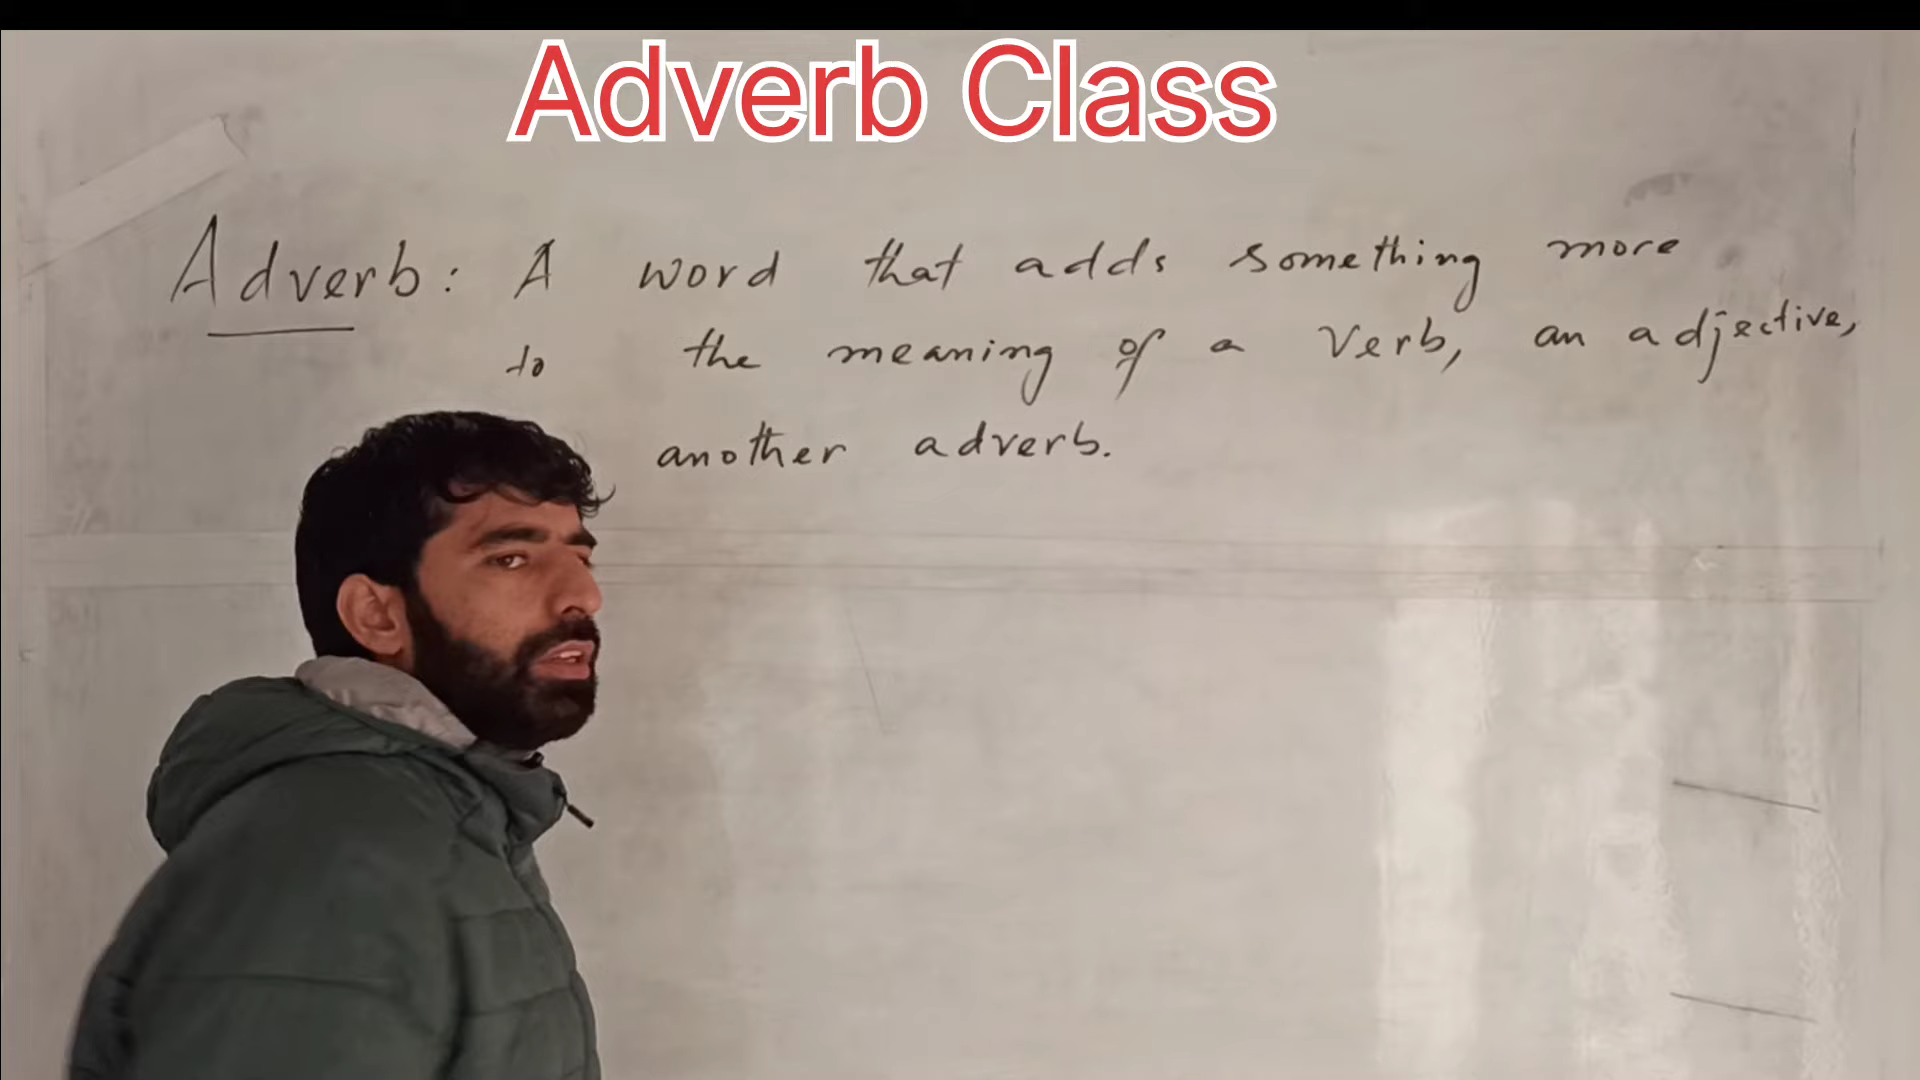 Adverb Class
Adverb: A word that adds something more
to the meaning of a Verb, an adjective,
another adverb.